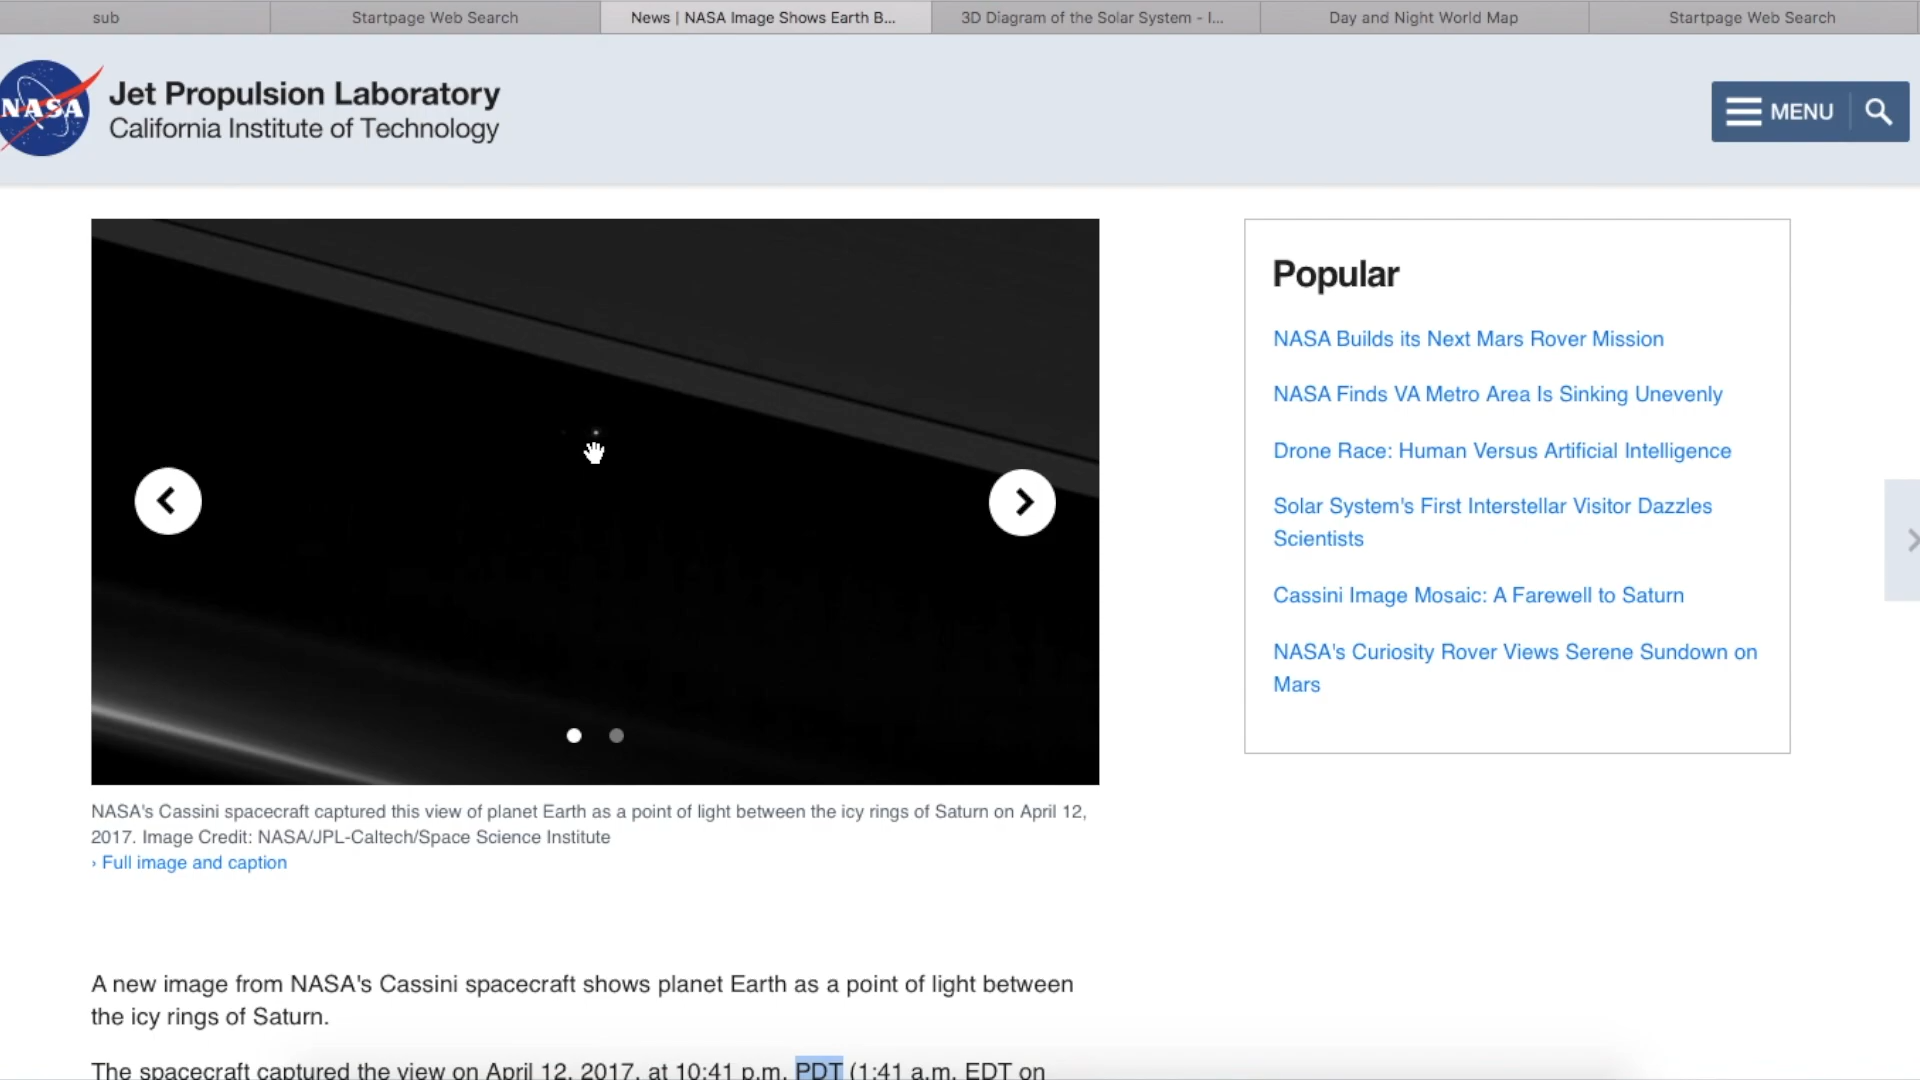 sub
Startpage Web Search
News | NASA Image Shows Earth B...
3D Diagram of the Solar System - I...
Day and Night World Map
Startpage Web Search
NASA
Jet Propulsion Laboratory
California Institute of Technology
MENU
Popular
NASA Builds its Next Mars Rover Mission
NASA Finds VA Metro Area Is Sinking Unevenly
Drone Race: Human Versus Artificial Intelligence
Solar System's First Interstellar Visitor Dazzles
Scientists
Cassini Image Mosaic: A Farewell to Saturn
NASA's Curiosity Rover Views Serene Sundown on
Mars
NASA's Cassini spacecraft captured this view of planet Earth as a point of light between the icy rings of Saturn on April 12,
2017. Image Credit: NASA/JPL-Caltech/Space Science Institute
› Full image and caption
A new image from NASA's Cassini spacecraft shows planet Earth as a point of light between
the icy rings of Saturn.
The spacecraft captured the view on April 12, 2017, at 10:41 p.m. PDT (1:41 a.m. EDT on